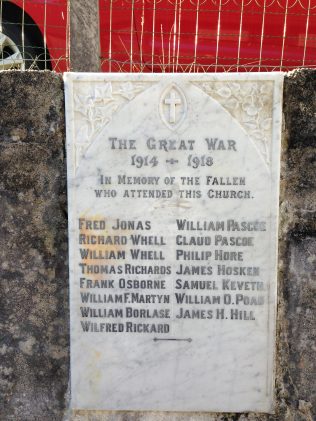 THE GREAT WAR
1914 + 1918
IN MEMORY OF THE FALLEN
WHO ATTENDED THIS CHURCH.
FRED JONAS
RICHARD WHELL
WILLIAM WHELL
THOMAS RICHARDS
FRANK OSBORNE
WILLIAM F. MARTYN
WILLIAM BORLASE
WILFRED RICKARD
WILLIAM PASCOE
CLAUD PASCOE
PHILIP HORE
JAMES HOSKEN
SAMUEL KEVETH
WILLIAM O. POAD
JAMES H. HILL